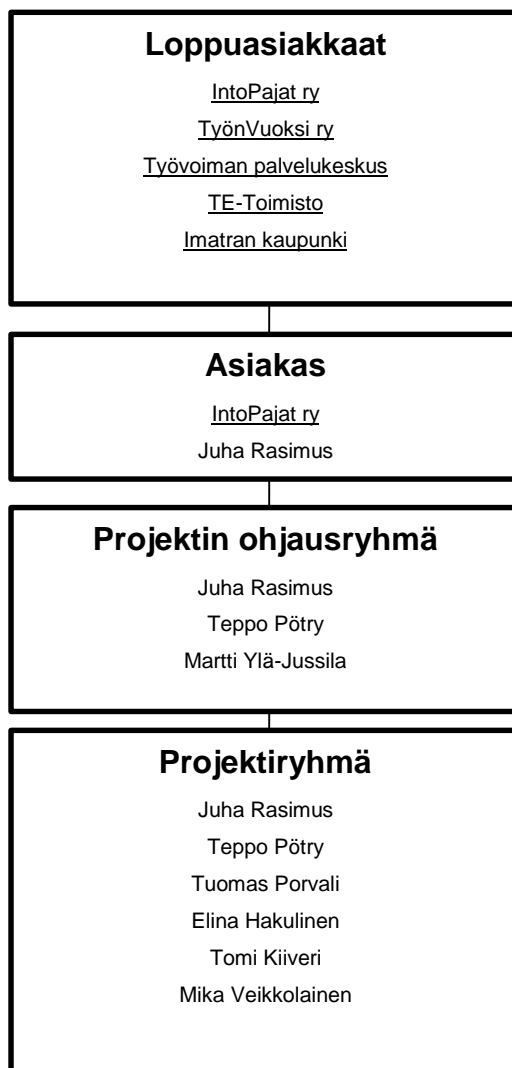 Loppuasiakkaat
IntoPajat ry
TyönVuoksi ry
Työvoiman palvelukeskus
TE-Toimisto
Imatran kaupunki
Asiakas
IntoPajat ry
Juha Rasimus
Projektin ohjausryhmä
Juha Rasimus
Teppo Pötry
Martti Ylä-Jussila
Projektiryhmä
Juha Rasimus
Teppo Pötry
Tuomas Porvali
Elina Hakulinen
Tomi Kiiveri
Mika Veikkolainen